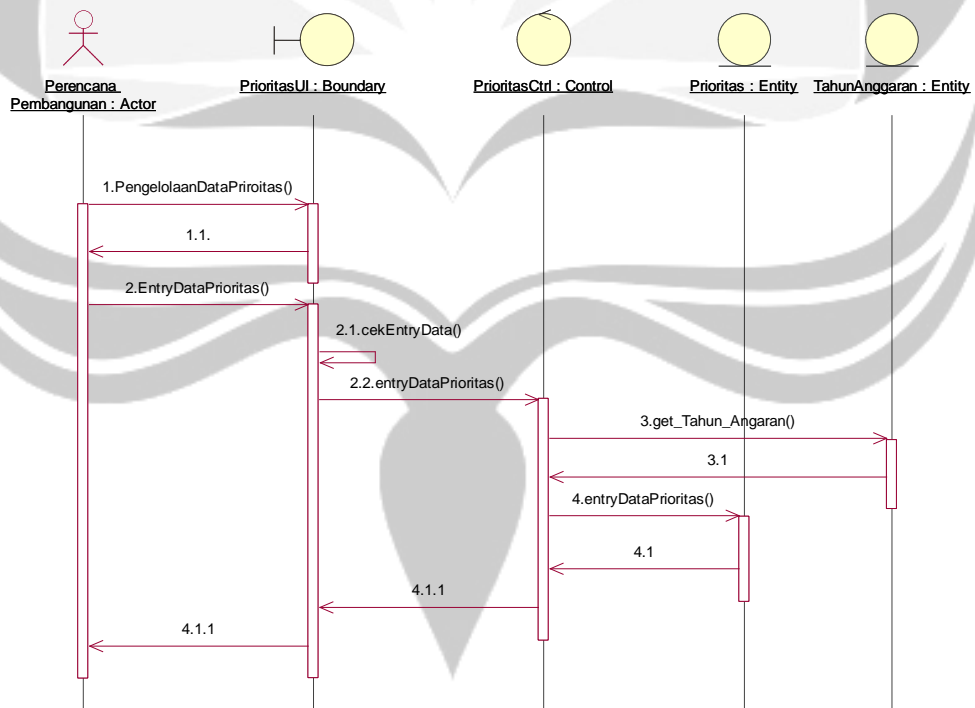 Perencana
Pembangunan : Actor
PrioritasUI : Boundary
PrioritasCtrl : Control
Prioritas : Entity
TahunAnggaran : Entity
1.PengelolaanDataPriroitas()
1.1.
2.EntryDataPrioritas()
2.1.cekEntryData()
2.2.entryDataPrioritas()
3.get_Tahun_Angaran()
3.1
4.entryDataPrioritas()
4.1
4.1.1
4.1.1